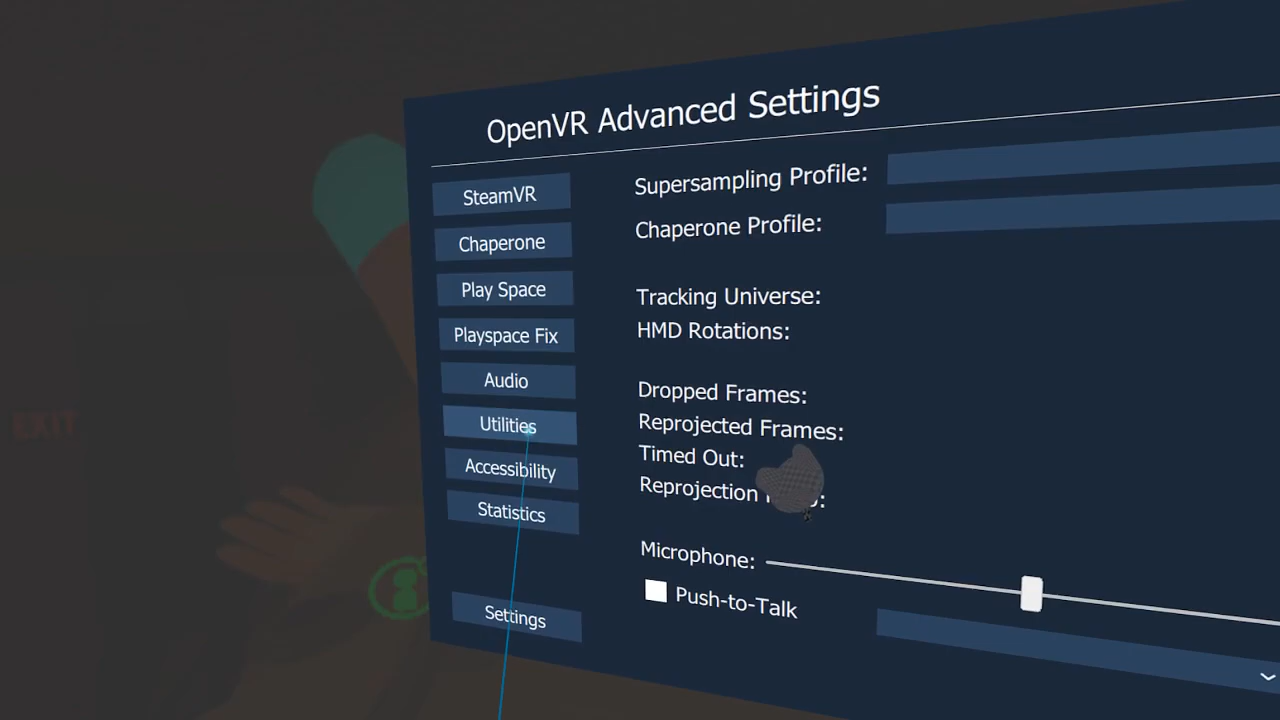 OpenVR Advanced Settings
SteamVR
Chaperone
Play Space
Playspace Fix
Audio
Utilities
Accessibility
Statistics
Settings
Supersampling Profile:
Chaperone Profile:
Tracking Universe:
HMD Rotations:
Dropped Frames:
Reprojected Frames:
Timed Out:
Reprojection
Microphone:
Push-to-Talk
EXIT